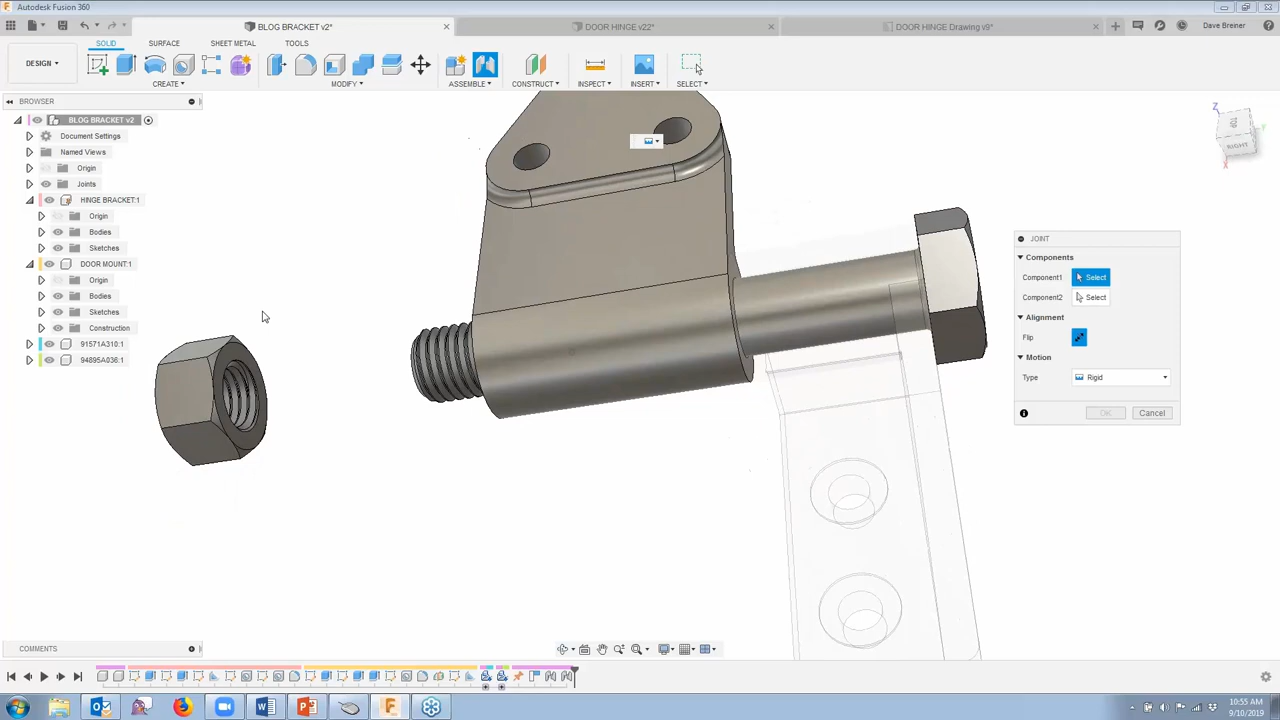 Autodesk Fusion 360
BLOG BRACKET v2*
DOOR HINGE v22*
DOOR HINGE Drawing v9*
Dave Breiner
DESIGN
SOLID
SURFACE
SHEET METAL
TOOLS
CREATE
MODIFY
ASSEMBLE
CONSTRUCT
INSPECT
INSERT
SELECT
BROWSER
BLOG BRACKET v2
Document Settings
Named Views
Origin
Joints
HINGE BRACKET:1
Origin
Bodies
Sketches
DOOR MOUNT:1
Origin
Bodies
Sketches
Construction
91571A310:1
94895A036:1
Z
RIGHT
X
JOINT
Components
Component1 Select
Component2 Select
Alignment
Flip
Motion
Type Rigid
OK Cancel
COMMENTS
10:55 AM
9/10/2019